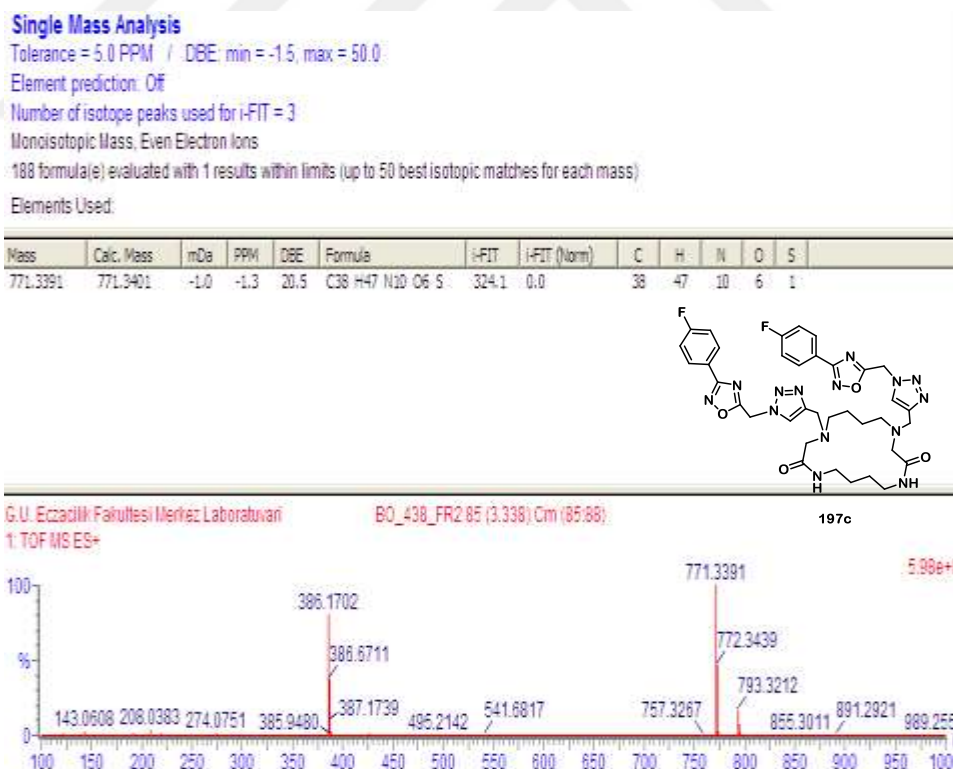 Single Mass Analysis
Tolerance = 5.0 PPM / DBE: min = -1.5, max = 50.0
Element prediction: Off
Number of isotope peaks used for i-FIT = 3
Monoisotopic Mass, Even Electron Ions
188 formula(e) evaluated with 1 results within limits (up to 50 best isotopic matches for each mass)
Elements Used:
Mass Calc. Mass mDa PPM DBE Formula i-FIT i-FIT (Norm) C H N O S
771.3391 771.3401 -1.0 -1.3 20.5 C38 H47 N10 O6 S 324.1 0.0 38 47 10 6 1
F
F
N
N
O
N
N
N
N
N
O
N
N
N
N
N
O
N
H
O
NH
197c
G.U. Eczacilik Fakultesi Merkez Laboratuvari
BO_438_FR2 85 (3.338) Cm (85:88)
1: TOF MS ES+
5.98e+
100
%
0
771.3391
386.1702
772.3439
386.6711
793.3212
143.0608 208.0383 274.0751 385.9480 387.1739 495.2142 541.6817 757.3267 855.3011 891.2921 989.255
100 150 200 250 300 350 400 450 500 550 600 650 700 750 800 850 900 950 100